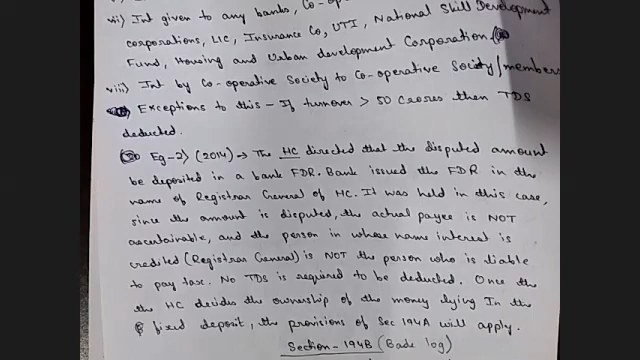 vii) Int given to any banks, Co-op
corporations, LIC, Insurance Co, UTI, National Skill Development
Fund, Housing and Urban development Corporation.
viii) Int by Co-operative Society to Co-operative Society/members
Exceptions to this - If turnover > 50 crores then TDS
deducted.
Eg-2) (2014) → The HC directed that the disputed amount
be deposited in a bank FDR. Bank issued the FDR in the
name of Registrar General of HC. It was held in this case,
since the amount is disputed, the actual payee is NOT
ascertainable, and the person in whose name interest is
credited (Registrar General) is NOT the person who is liable
to pay tax. No TDS is required to be deducted. Once the
the HC decides the ownership of the money lying In the
fixed deposit, the provisions of Sec 194A will apply.
Section - 194B (Bade log)